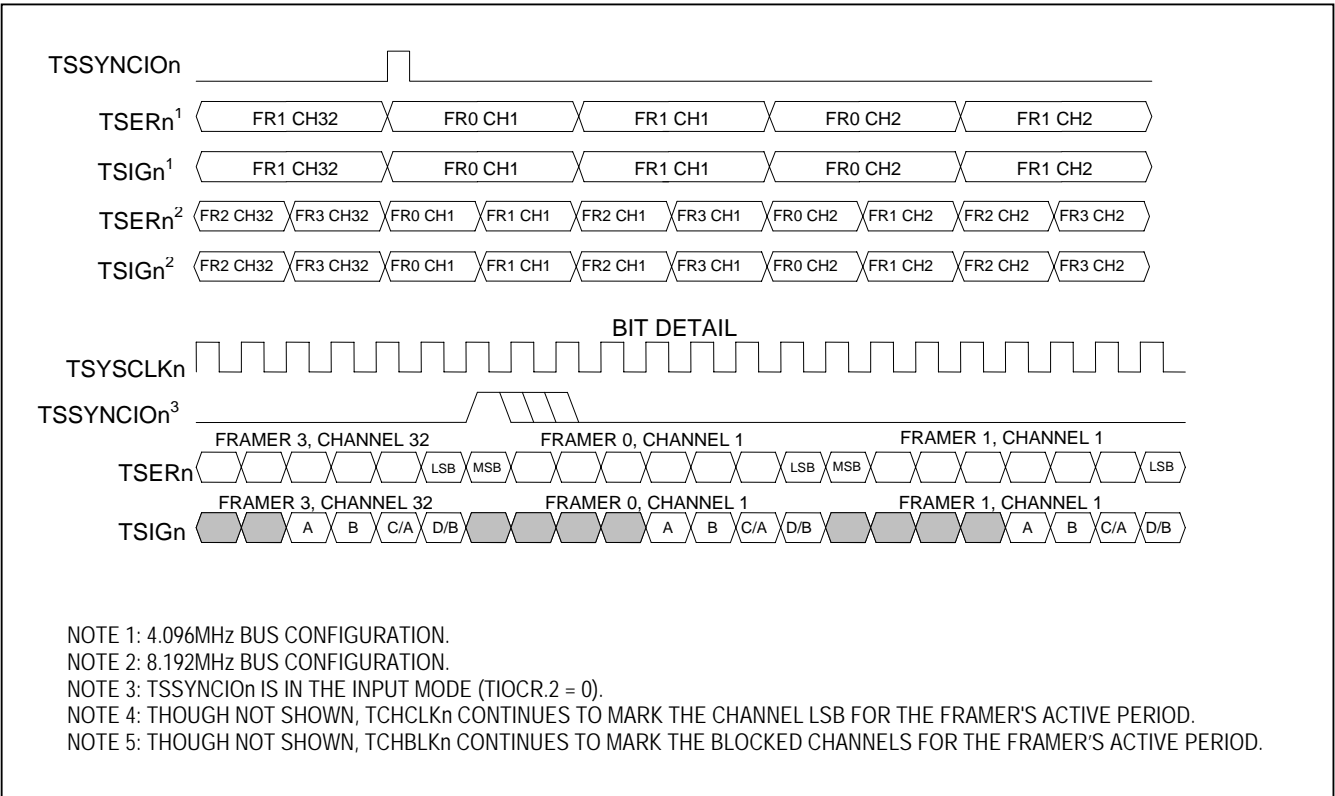 TSSYNCIOn
TSERn1 FR1 CH32 FR0 CH1 FR1 CH1 FR0 CH2 FR1 CH2
TSIGn1 FR1 CH32 FR0 CH1 FR1 CH1 FR0 CH2 FR1 CH2
TSERn2 FR2 CH32 FR3 CH32 FR0 CH1 FR1 CH1 FR2 CH1 FR3 CH1 FR0 CH2 FR1 CH2 FR2 CH2 FR3 CH2
TSIGn2 FR2 CH32 FR3 CH32 FR0 CH1 FR1 CH1 FR2 CH1 FR3 CH1 FR0 CH2 FR1 CH2 FR2 CH2 FR3 CH2
BIT DETAIL
TSYSCLKn
TSSYNCIOn3
FRAMER 3, CHANNEL 32 FRAMER 0, CHANNEL 1 FRAMER 1, CHANNEL 1
TSERn LSB MSB LSB MSB LSB
FRAMER 3, CHANNEL 32 FRAMER 0, CHANNEL 1 FRAMER 1, CHANNEL 1
TSIGn A B C/A D/B A B C/A D/B A B C/A D/B
NOTE 1: 4.096MHz BUS CONFIGURATION.
NOTE 2: 8.192MHz BUS CONFIGURATION.
NOTE 3: TSSYNCIOn IS IN THE INPUT MODE (TIOCR.2 = 0).
NOTE 4: THOUGH NOT SHOWN, TCHCLKn CONTINUES TO MARK THE CHANNEL LSB FOR THE FRAMER'S ACTIVE PERIOD.
NOTE 5: THOUGH NOT SHOWN, TCHBLKn CONTINUES TO MARK THE BLOCKED CHANNELS FOR THE FRAMER’S ACTIVE PERIOD.